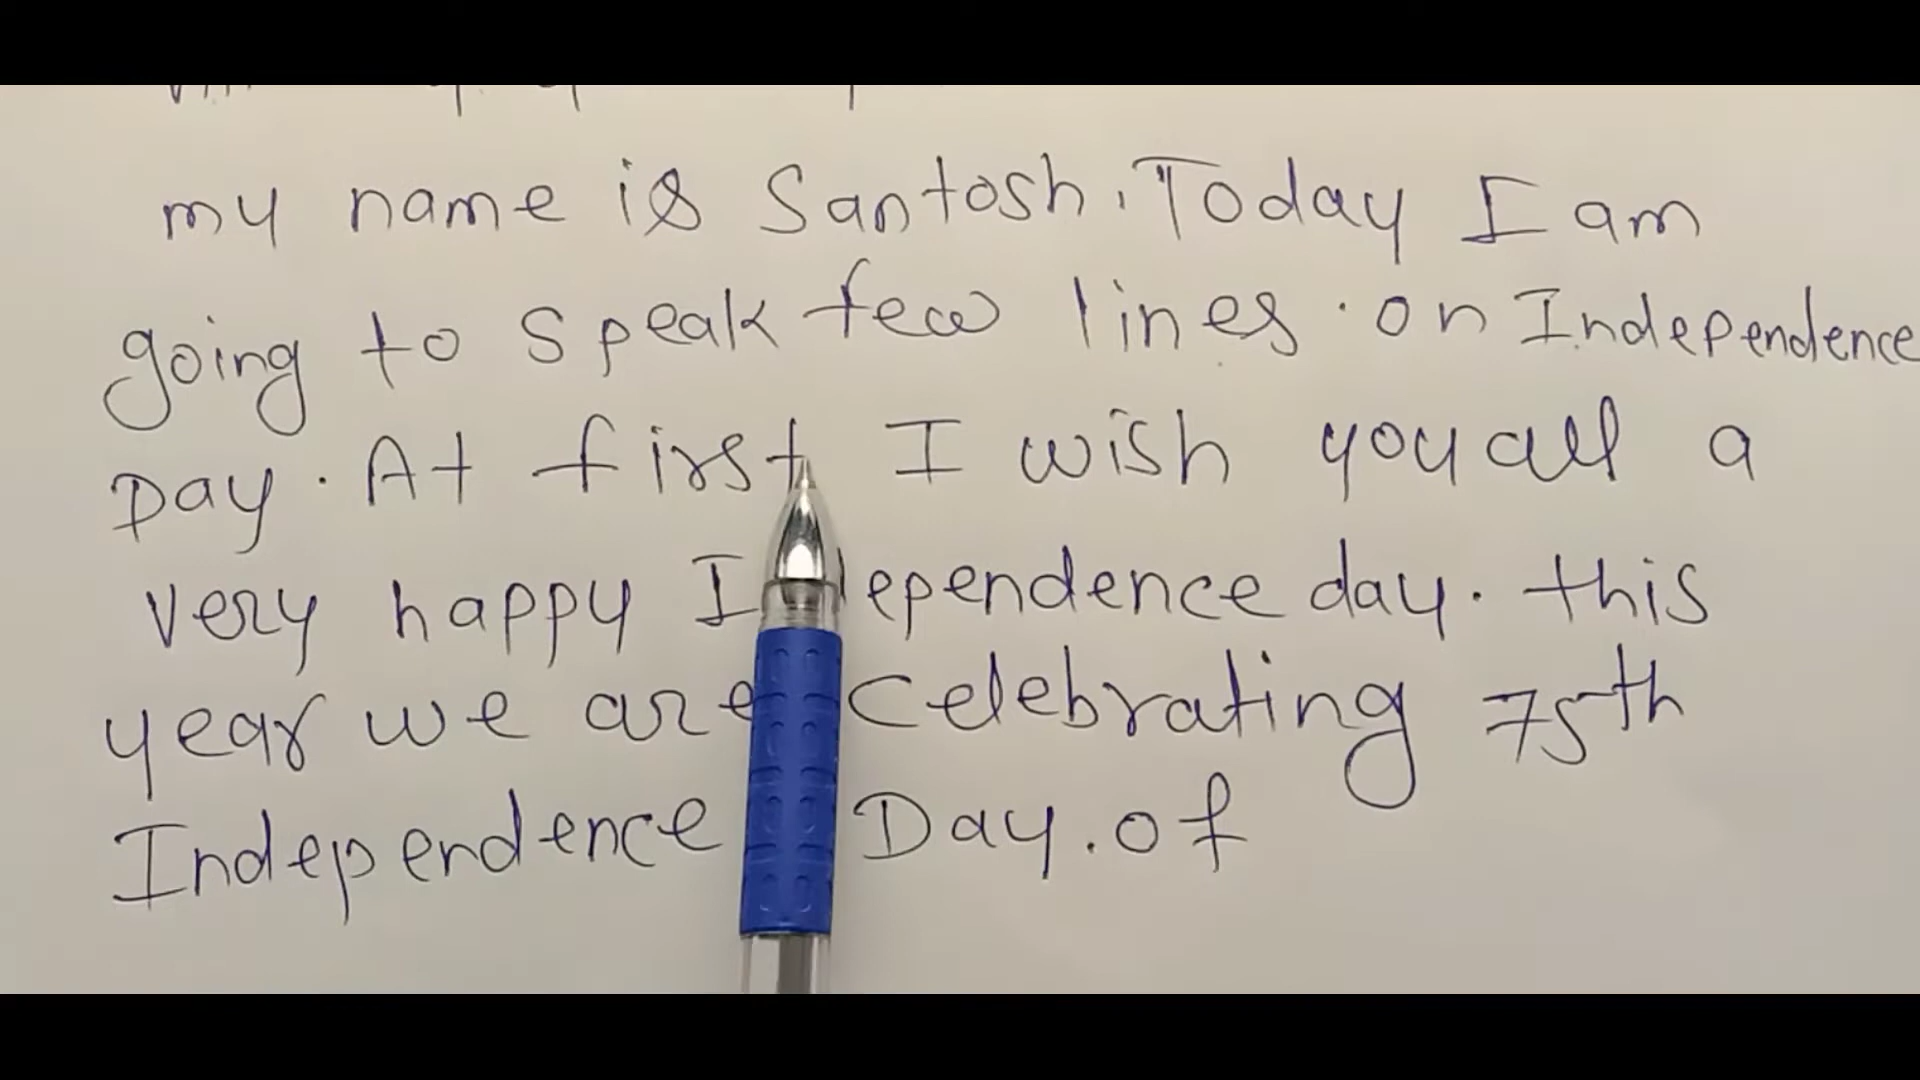 my name is Santosh. Today I am
going to speak few lines. on Independence
Day. At first I wish you all a
very happy Independence day. this
year we are celebrating 75th
Independence Day. of